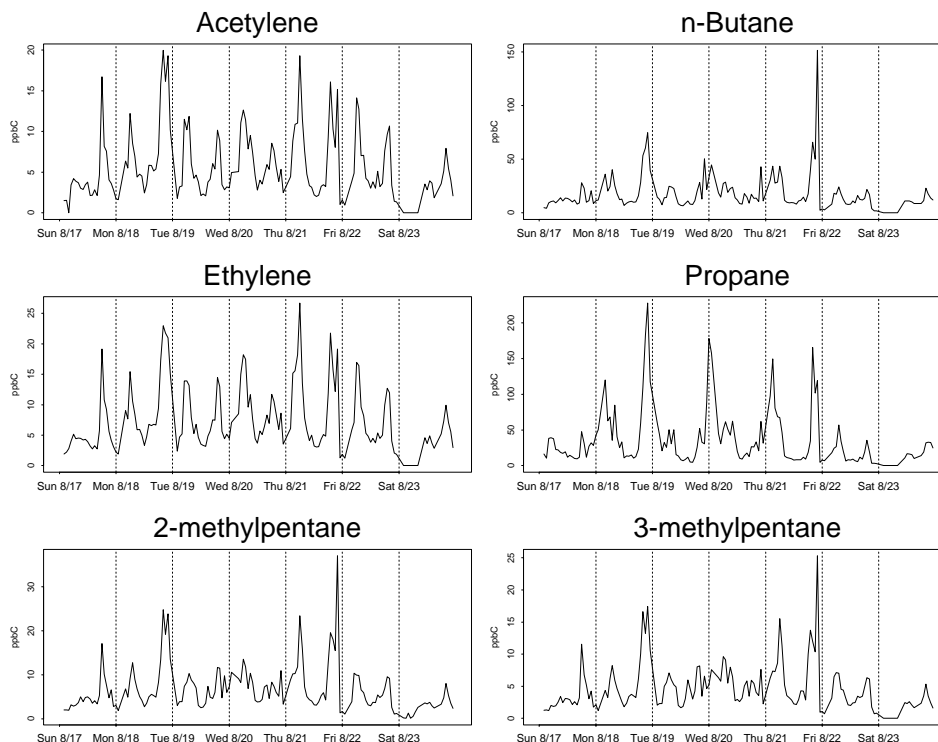 Acetylene
ppbC
0 5 10 15 20
Sun 8/17 Mon 8/18 Tue 8/19 Wed 8/20 Thu 8/21 Fri 8/22 Sat 8/23
n-Butane
ppbC
0 50 100 150
Sun 8/17 Mon 8/18 Tue 8/19 Wed 8/20 Thu 8/21 Fri 8/22 Sat 8/23
Ethylene
ppbC
0 5 10 15 20 25
Sun 8/17 Mon 8/18 Tue 8/19 Wed 8/20 Thu 8/21 Fri 8/22 Sat 8/23
Propane
ppbC
0 50 100 150 200
Sun 8/17 Mon 8/18 Tue 8/19 Wed 8/20 Thu 8/21 Fri 8/22 Sat 8/23
2-methylpentane
ppbC
0 10 20 30
Sun 8/17 Mon 8/18 Tue 8/19 Wed 8/20 Thu 8/21 Fri 8/22 Sat 8/23
3-methylpentane
ppbC
0 5 10 15 20 25
Sun 8/17 Mon 8/18 Tue 8/19 Wed 8/20 Thu 8/21 Fri 8/22 Sat 8/23